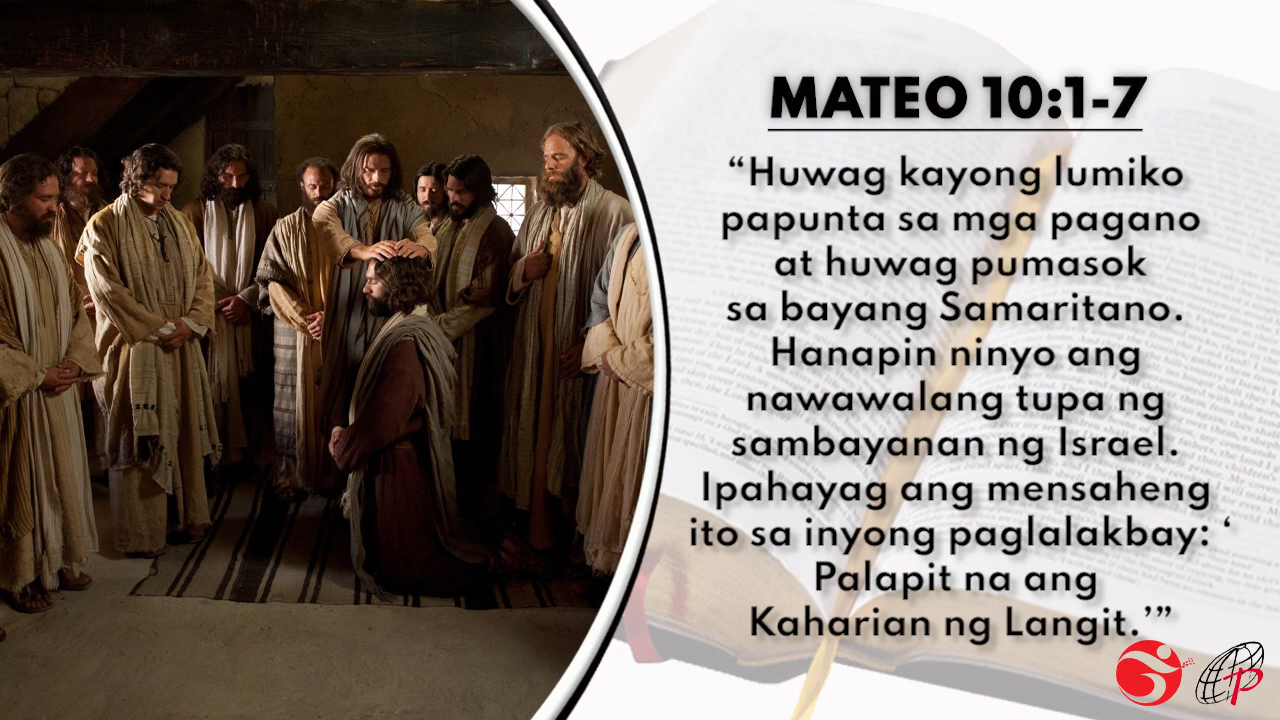 MATEO 10:1-7
“Huwag kayong lumiko
papunta sa mga pagano
at huwag pumasok
sa bayang Samaritano.
Hanapin ninyo ang
nawawalang tupa ng
sambayanan ng Israel.
Ipahayag ang mensaheng
ito sa inyong paglalakbay: ‘
Palapit na ang
Kaharian ng Langit.’”